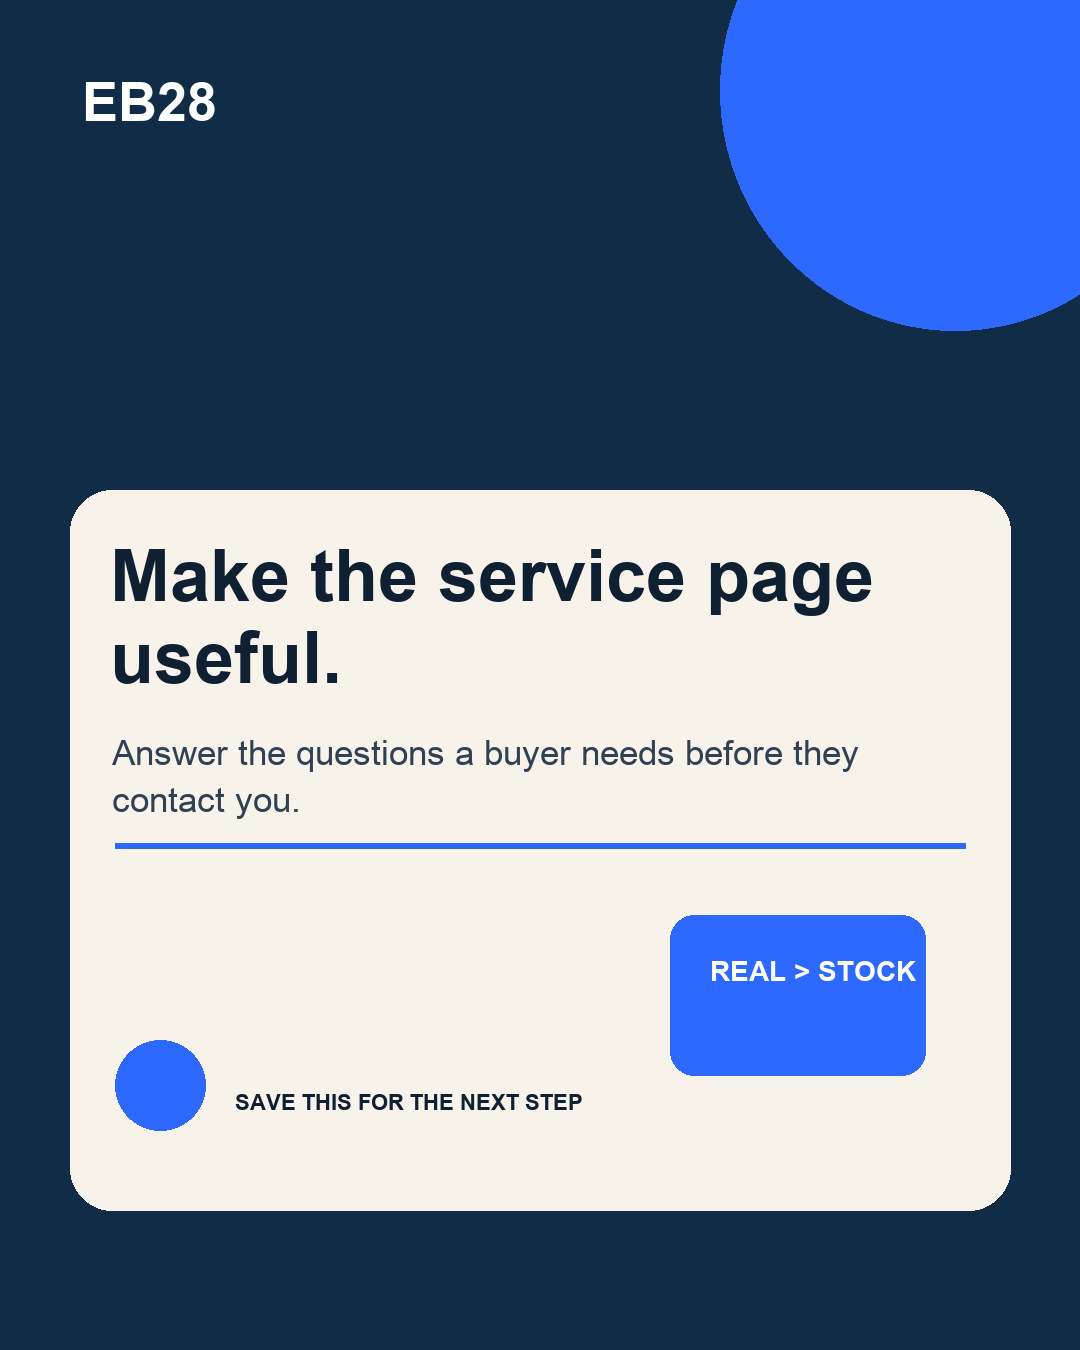 EB28
Make the service page
useful.
Answer the questions a buyer needs before they
contact you.
REAL > STOCK
SAVE THIS FOR THE NEXT STEP